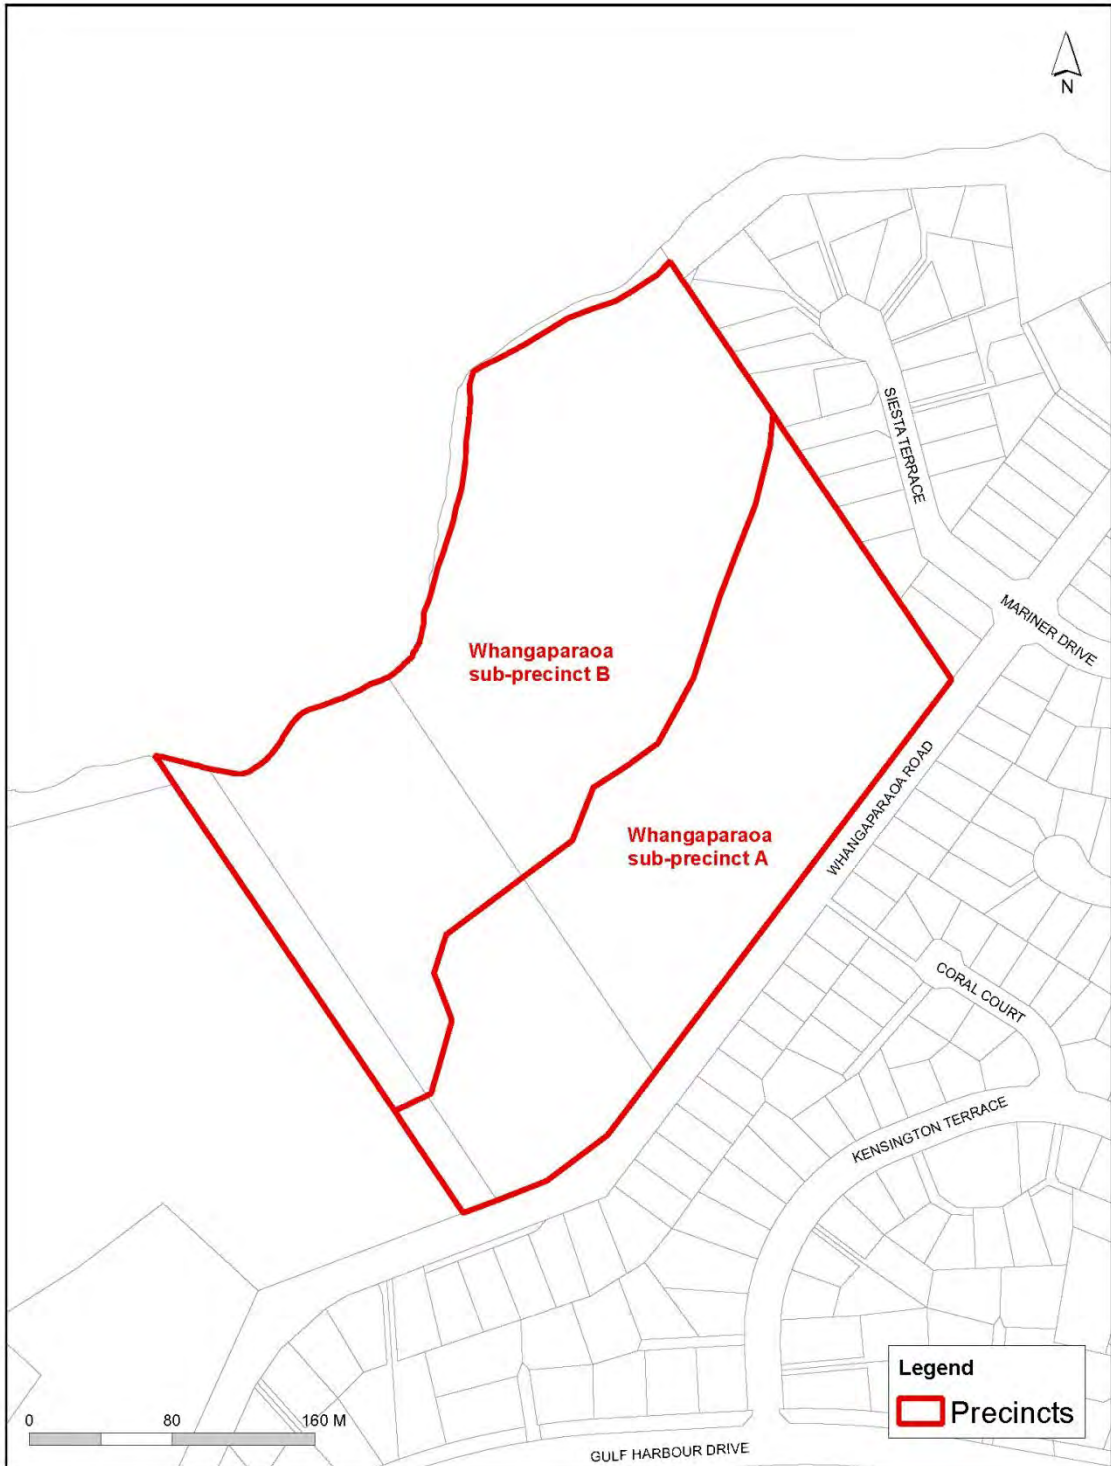 N
SIESTA TERRACE
MARINER DRIVE
Whangaparaoa
sub-precinct B
WHANGAPARAOA ROAD
Whangaparaoa
sub-precinct A
CORAL COURT
KENSINGTON TERRACE
Legend
Precincts
0 80 160 M
GULF HARBOUR DRIVE